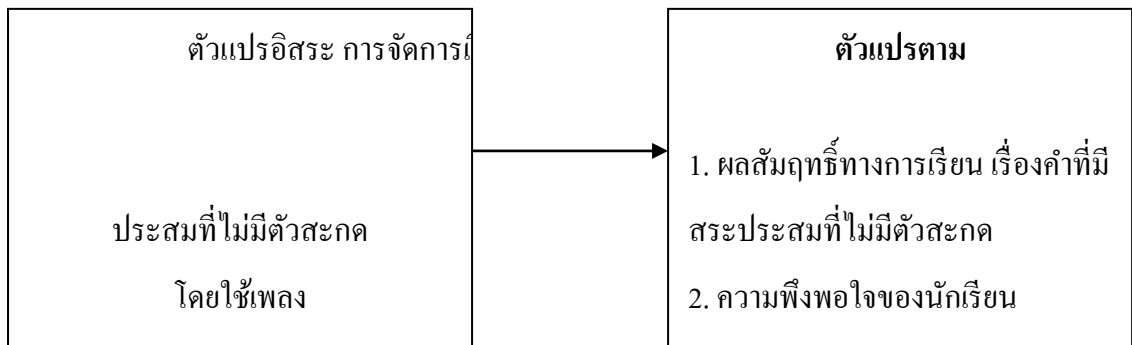 ตัวแปรอิสระ การจัดการเ
ประสมที่ไม่มีตัวสะกด
โดยใช้เพลง
ตัวแปรตาม
1. ผลสัมฤทธิ์ทางการเรียน เรื่องคำที่มี
สระประสมที่ไม่มีตัวสะกด
2. ความพึงพอใจของนักเรียน